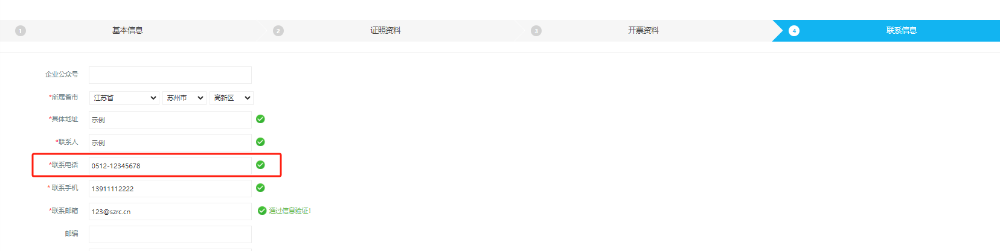 1 基本信息 2 证照资料 3 开票资料 4 联系信息
企业公众号
*所属省市 江苏省 苏州市 高新区
*具体地址 示例
*联系人 示例
*联系电话 0512-12345678
* 联系手机 13911112222
*联系邮箱 123@szrc.cn 通过信息验证!
邮编